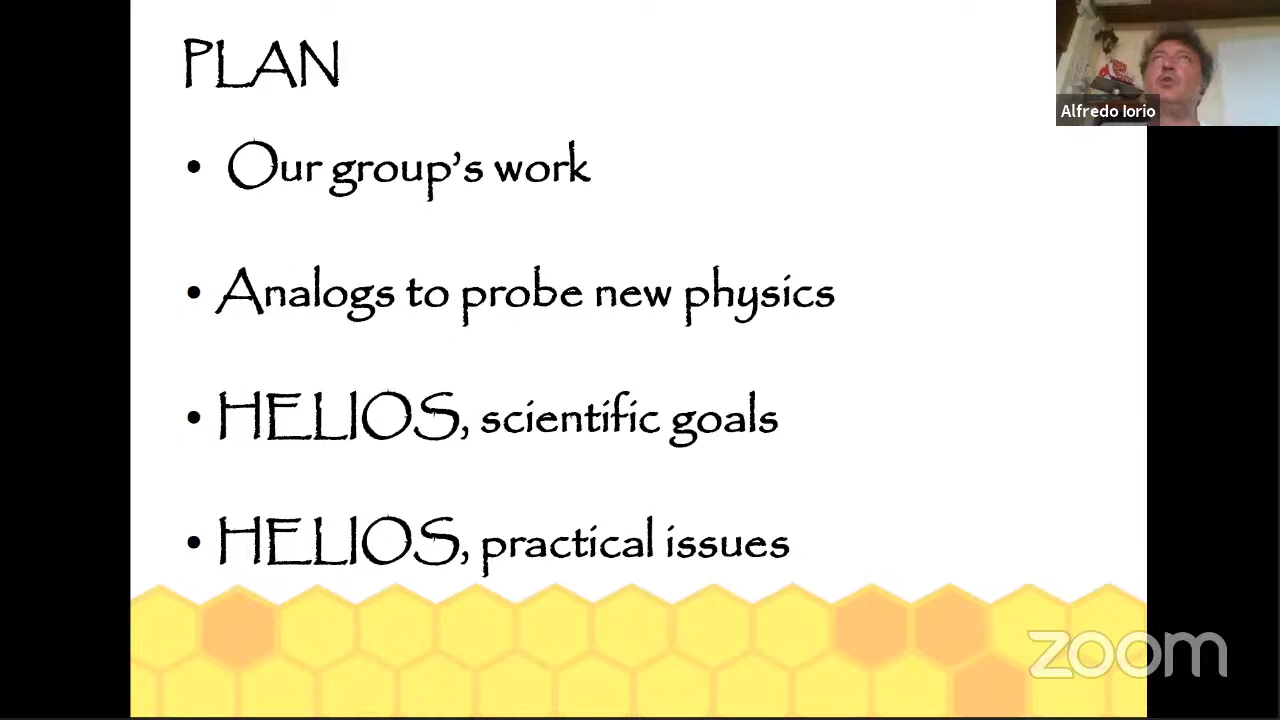 PLAN
• Our group's work
• Analogs to probe new physics
• HELIOS, scientific goals
• HELIOS, practical issues
Alfredo Iorio
zoom